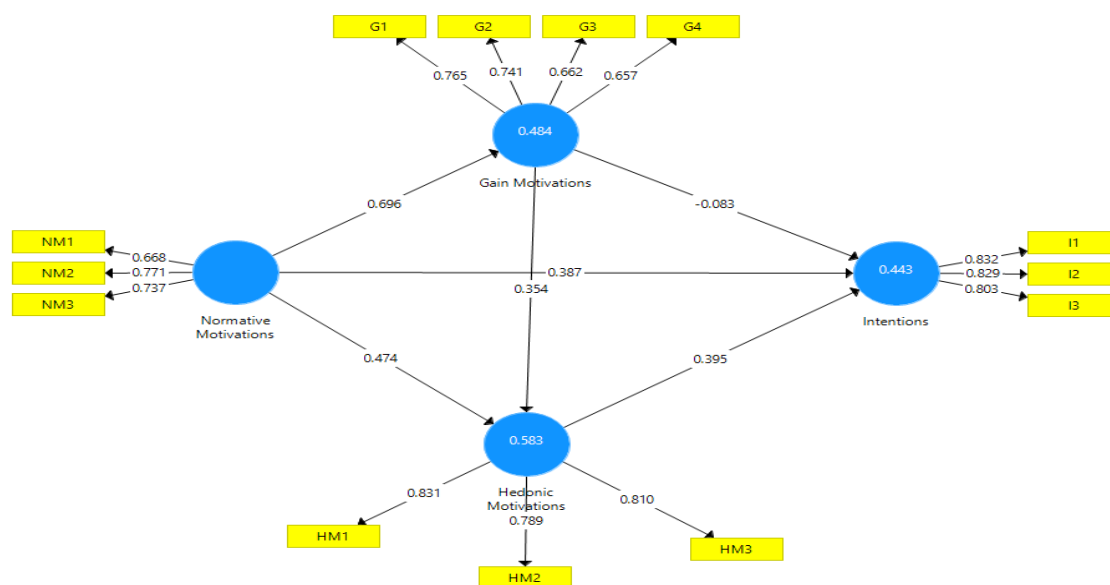 G1
G2
G3
G4
0.765
0.741
0.662
0.657
0.484
Gain Motivations
0.696
-0.083
NM1
NM2
NM3
0.668
0.771
0.737
Normative
Motivations
0.387
0.354
0.443
Intentions
0.832
0.829
0.803
I1
I2
I3
0.474
0.395
0.583
Hedonic
Motivations
0.831
0.789
0.810
HM1
HM2
HM3